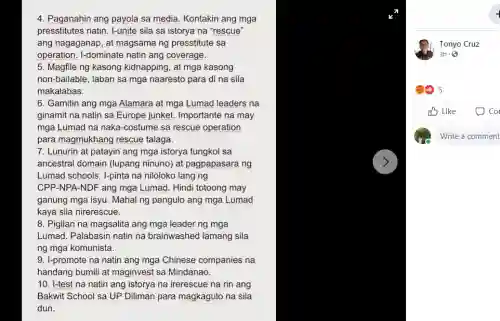 4. Paganahin ang payola sa media. Kontakin ang mga
presstitutes natin. I-unite sila sa istorya na "rescue"
ang nagaganap, at magsama ng presstitute sa
operation. I-dominate natin ang coverage.
5. Magfile ng kasong kidnapping, at mga kasong
non-bailable, laban sa mga naaresto para di na sila
makalabas.
6. Gamitin ang mga Alamara at mga Lumad leaders na
ginamit na natin sa Europe junket. Importante na may
mga Lumad na naka-costume sa rescue operation
para magmukhang rescue talaga.
7. Lunurin at patayin ang mga istorya tungkol sa
ancestral domain (lupang ninuno) at pagpapasara ng
Lumad schools. I-pinta na niloloko lang ng
CPP-NPA-NDF ang mga Lumad. Hindi totoong may
ganung mga isyu. Mahal ng pangulo ang mga Lumad
kaya sila nirerescue.
8. Pigilan na magsalita ang mga leader ng mga
Lumad. Palabasin natin na brainwashed lamang sila
ng mga komunista.
9. I-promote na natin ang mga Chinese companies na
handang bumili at maginvest sa Mindanao.
10. I-test na natin ang istorya na irerescue na rin ang
Bakwit School sa UP Diliman para magkagulo na sila
dun.
Tonyo Cruz
5
Like
Write a comment